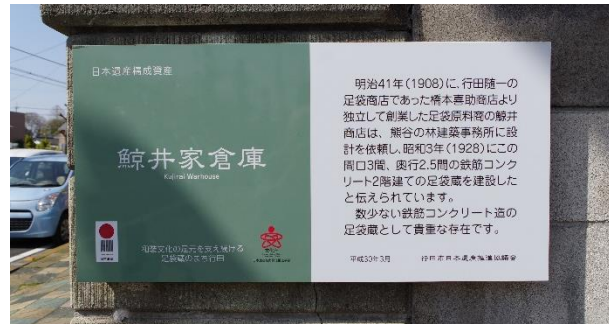 日本遺産構成資産
鯨井家倉庫
Kujirai Warhouse
和装文化の足元を支え続ける
足袋蔵のまち行田
明治41年(1908)に、行田随一の
足袋商店であった橋本喜助商店より
独立して創業した足袋原料商の鯨井
商店は、熊谷の林建築事務所に設
計を依頼し、昭和3年(1928)にこの
間口3間、奥行2.5間の鉄筋コンク
リート2階建ての足袋蔵を建設した
と伝えられています。
数少ない鉄筋コンクリート造の
足袋蔵として貴重な存在です。
平成30年3月
行田市日本遺産推進協議会